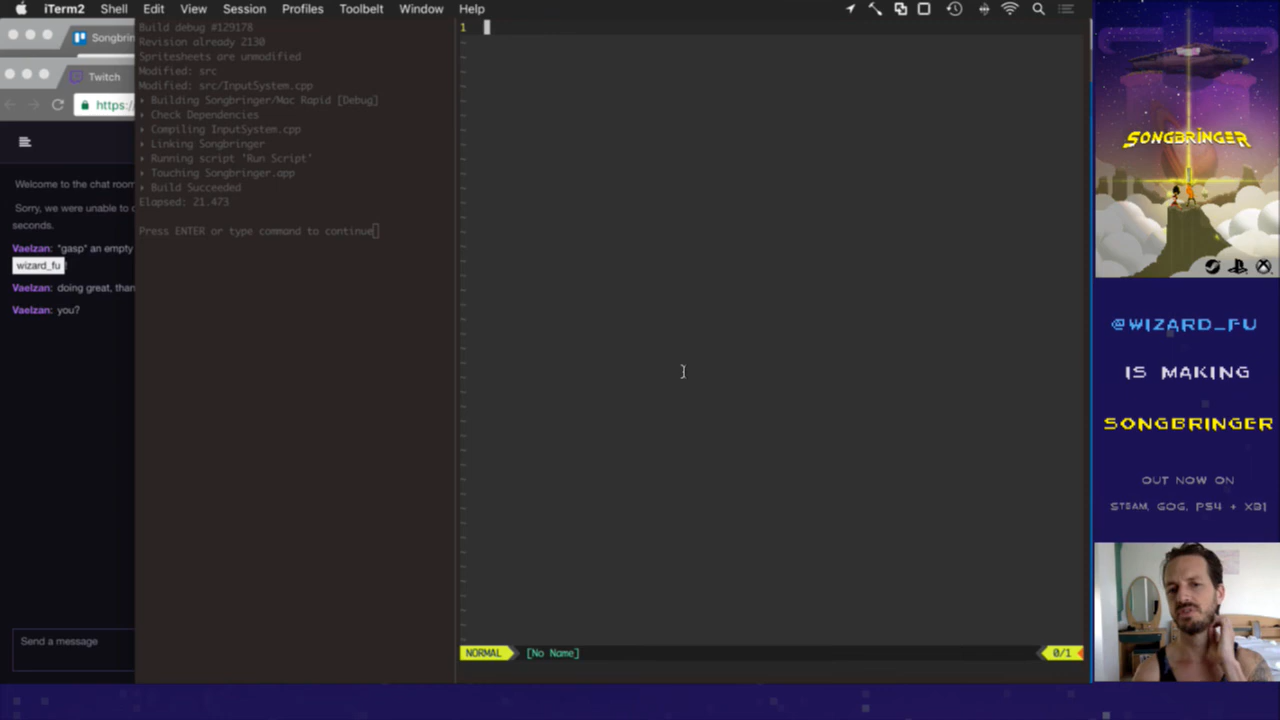 iTerm2 Shell Edit View Session Profiles Toolbelt Window Help
Songbrin
Twitch
https:/
Welcome to the chat room
Sorry, we were unable to c
seconds.
Vaelzan: *gasp* an empty
wizard_fu
Vaelzan: doing great, than
Vaelzan: you?
Send a message
Build debug #129178
Revision already 2130
Spritesheets are unmodified
Modified: src
Modified: src/InputSystem.cpp
▸ Building Songbringer/Mac Rapid [Debug]
▸ Check Dependencies
▸ Compiling InputSystem.cpp
▸ Linking Songbringer
▸ Running script 'Run Script'
▸ Touching Songbringer.app
▸ Build Succeeded
Elapsed: 21.473
Press ENTER or type command to continue
1
NORMAL [No Name] 0/1
SONGBRINGER
@WIZARD_FU
IS MAKING
SONGBRINGER
OUT NOW ON
STEAM, GOG, PS4 + XB1